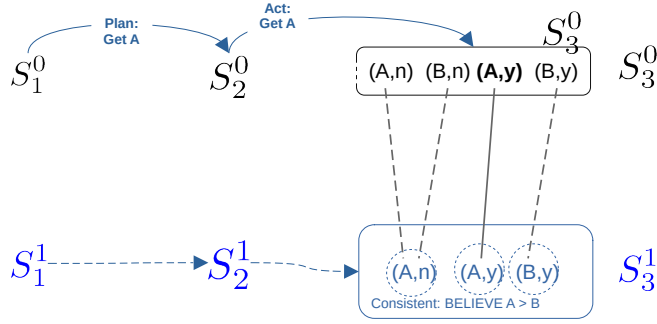 Plan:
Get A
Act:
Get A
S_1^0
S_2^0
S_3^0
S_3^0
(A,n) (B,n) (A,y) (B,y)
S_1^1
S_2^1
(A,n) (A,y) (B,y)
S_3^1
Consistent: BELIEVE A > B